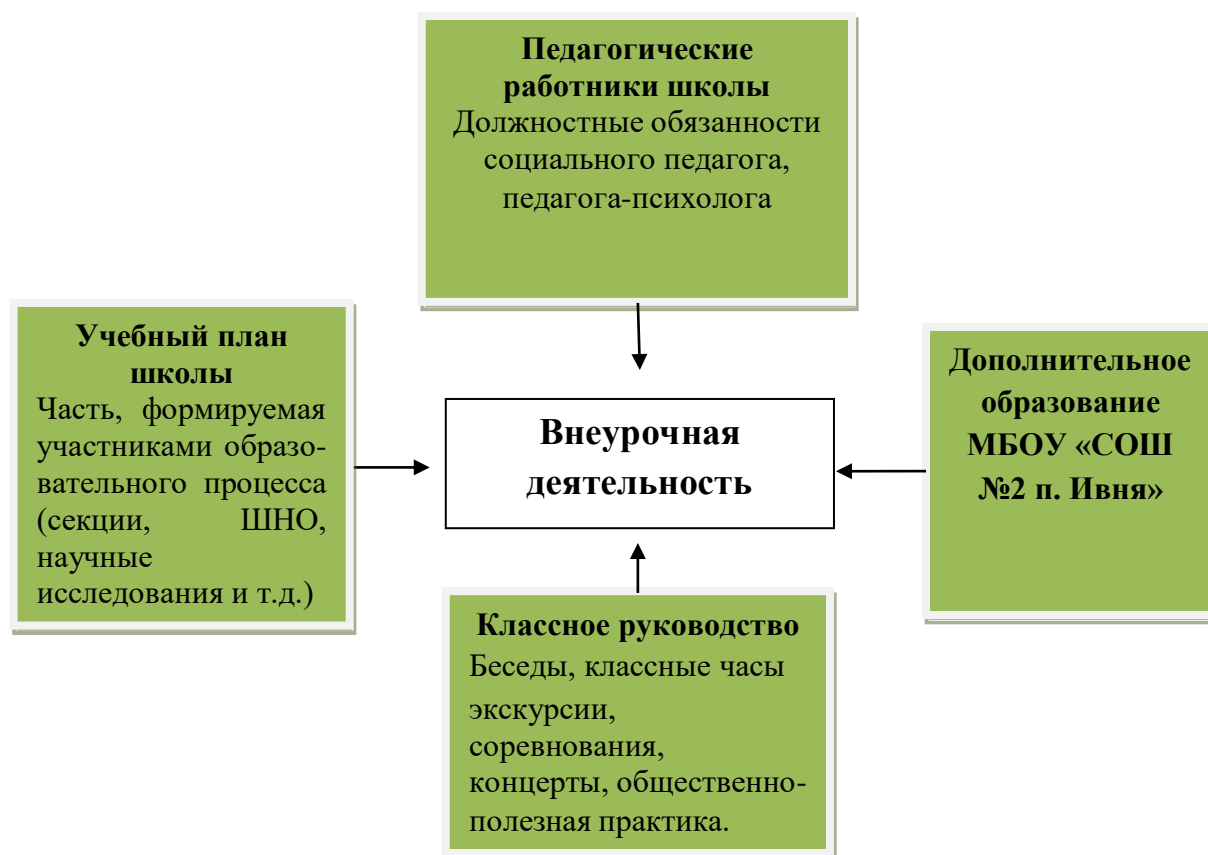 Педагогические
работники школы
Должностные обязанности
социального педагога,
педагога-психолога
Учебный план
школы
Часть, формируемая
участниками образо-
вательного процесса
(секции, ШНО,
научные
исследования и т.д.)
Внеурочная
деятельность
Дополнительное
образование
МБОУ «СОШ
№2 п. Ивня»
Классное руководство
Беседы, классные часы
экскурсии,
соревнования,
концерты, общественно-
полезная практика.